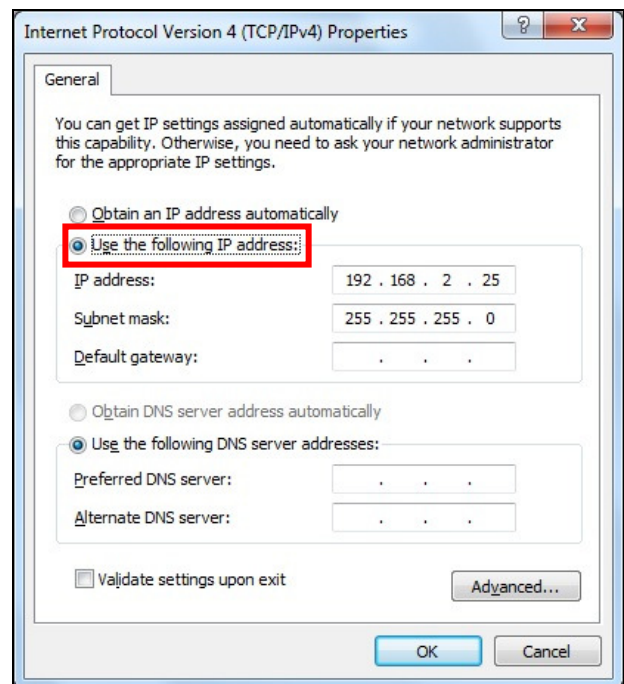 Internet Protocol Version 4 (TCP/IPv4) Properties
General
You can get IP settings assigned automatically if your network supports
this capability. Otherwise, you need to ask your network administrator
for the appropriate IP settings.
Obtain an IP address automatically
Use the following IP address:
IP address: 192 . 168 . 2 . 25
Subnet mask: 255 . 255 . 255 . 0
Default gateway: . . .
Obtain DNS server address automatically
Use the following DNS server addresses:
Preferred DNS server: . . .
Alternate DNS server: . . .
Validate settings upon exit
Advanced...
OK Cancel